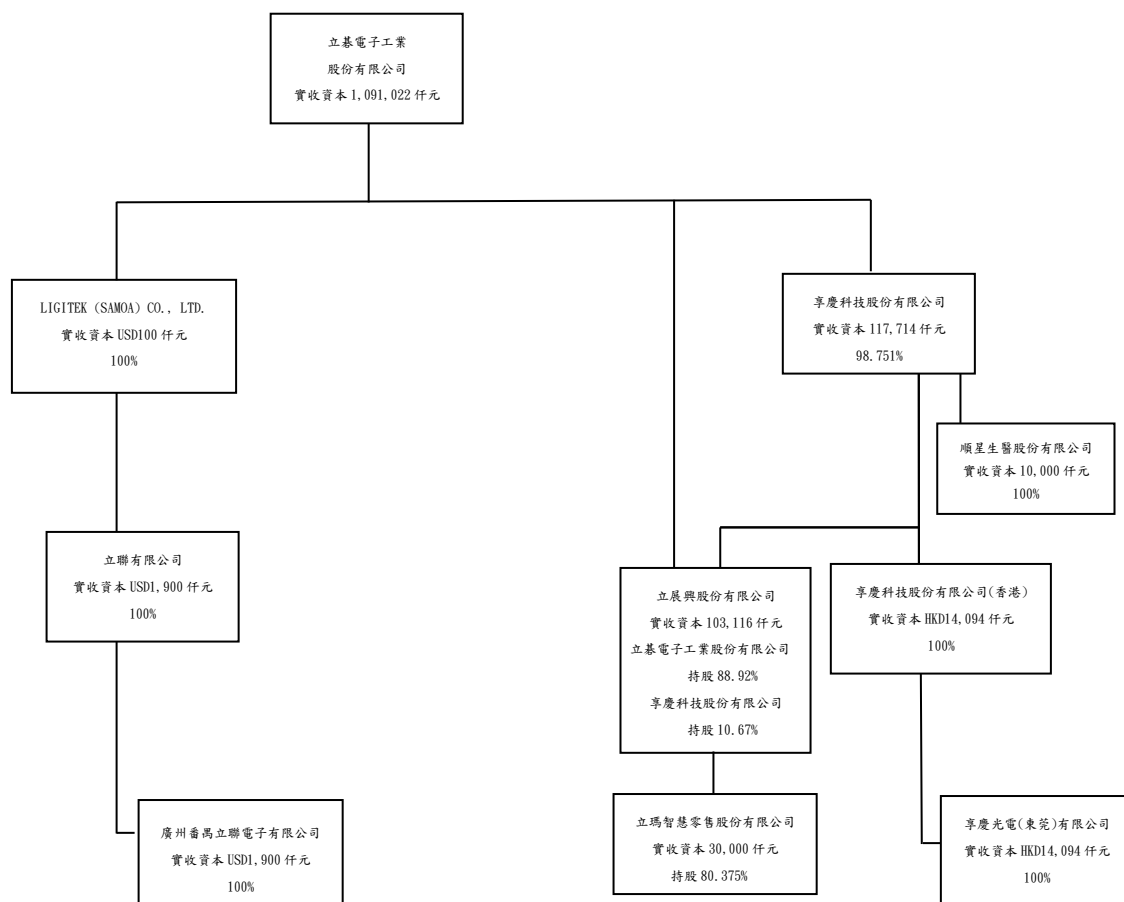 立碁電子工業
股份有限公司
實收資本 1,091,022 仟元
LIGITEK (SAMOA) CO., LTD.
實收資本 USD100 仟元
100%
享慶科技股份有限公司
實收資本 117,714 仟元
98.751%
順星生醫股份有限公司
實收資本 10,000 仟元
100%
立聯有限公司
實收資本 USD1,900 仟元
100%
立展興股份有限公司
實收資本 103,116 仟元
立碁電子工業股份有限公司
持股 88.92%
享慶科技股份有限公司
持股 10.67%
享慶科技股份有限公司(香港)
實收資本 HKD14,094 仟元
100%
廣州番禺立聯電子有限公司
實收資本 USD1,900 仟元
100%
立瑪智慧零售股份有限公司
實收資本 30,000 仟元
持股 80.375%
享慶光電(東莞)有限公司
實收資本 HKD14,094 仟元
100%